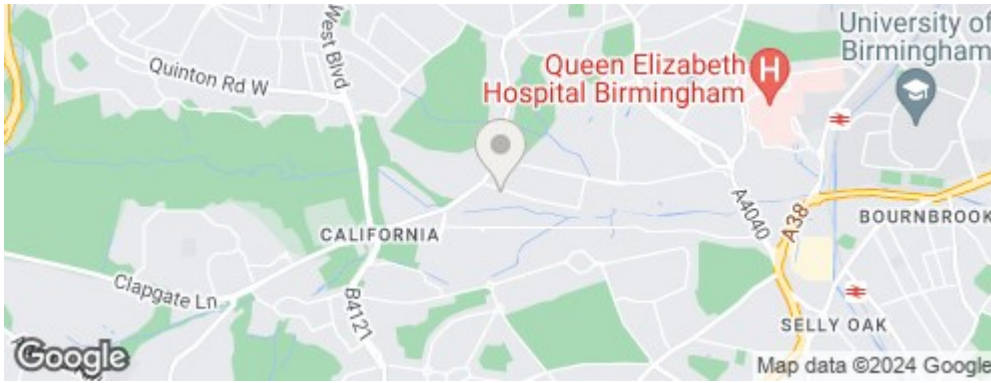 University of
Birmingham
Queen Elizabeth
Hospital Birmingham
H
Quinton Rd W
West Blvd
A4040
A38
BOURNBROOK
CALIFORNIA
Clapgate Ln
B4121
SELLY OAK
Google
Map data ©2024 Google